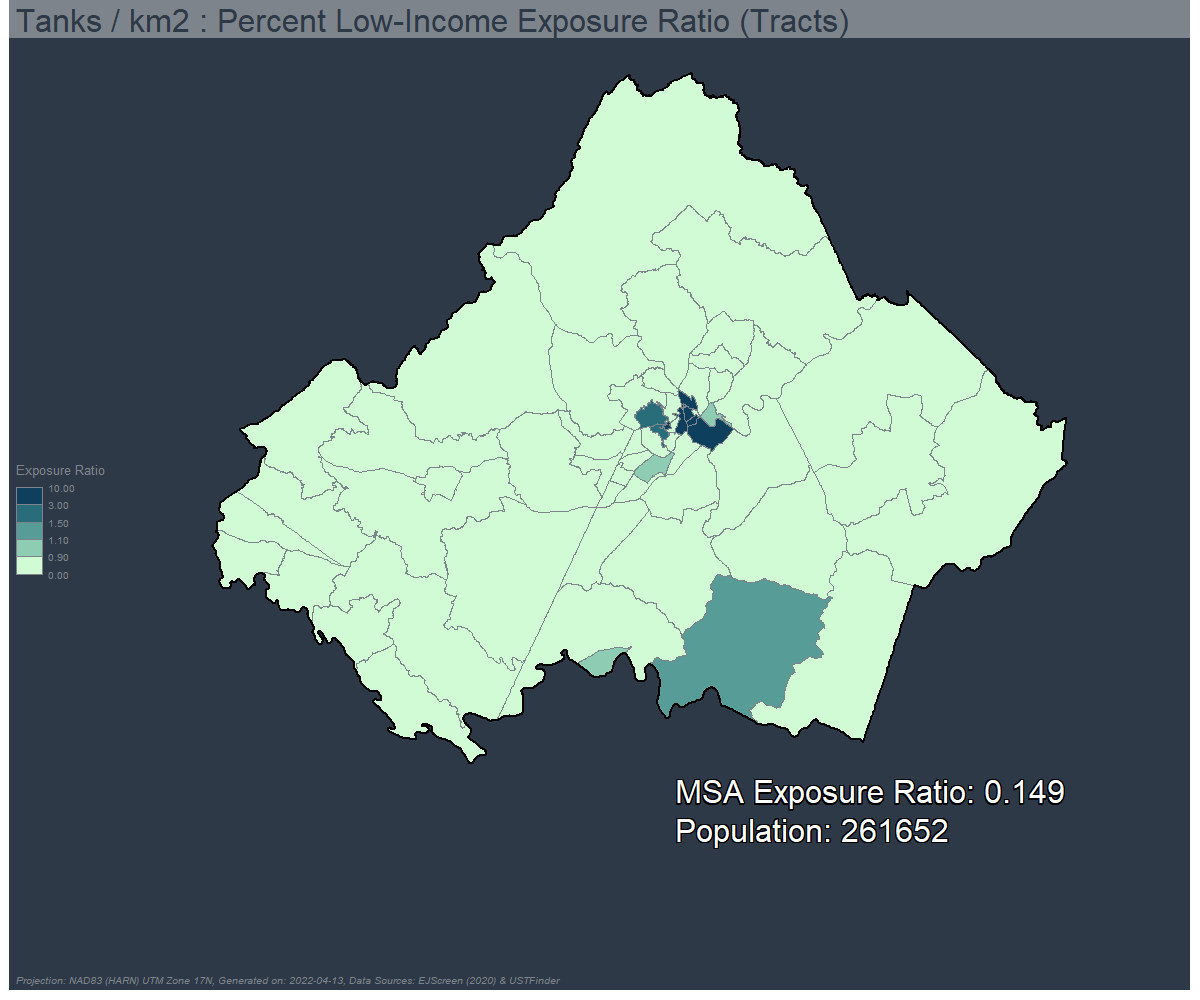 Tanks / km2 : Percent Low-Income Exposure Ratio (Tracts)
Exposure Ratio
10.00
3.00
1.50
1.10
0.90
0.00
MSA Exposure Ratio: 0.149
Population: 261652
Projection: NAD83 (HARN) UTM Zone 17N, Generated on: 2022-04-13, Data Sources: EJScreen (2020) & USTFinder